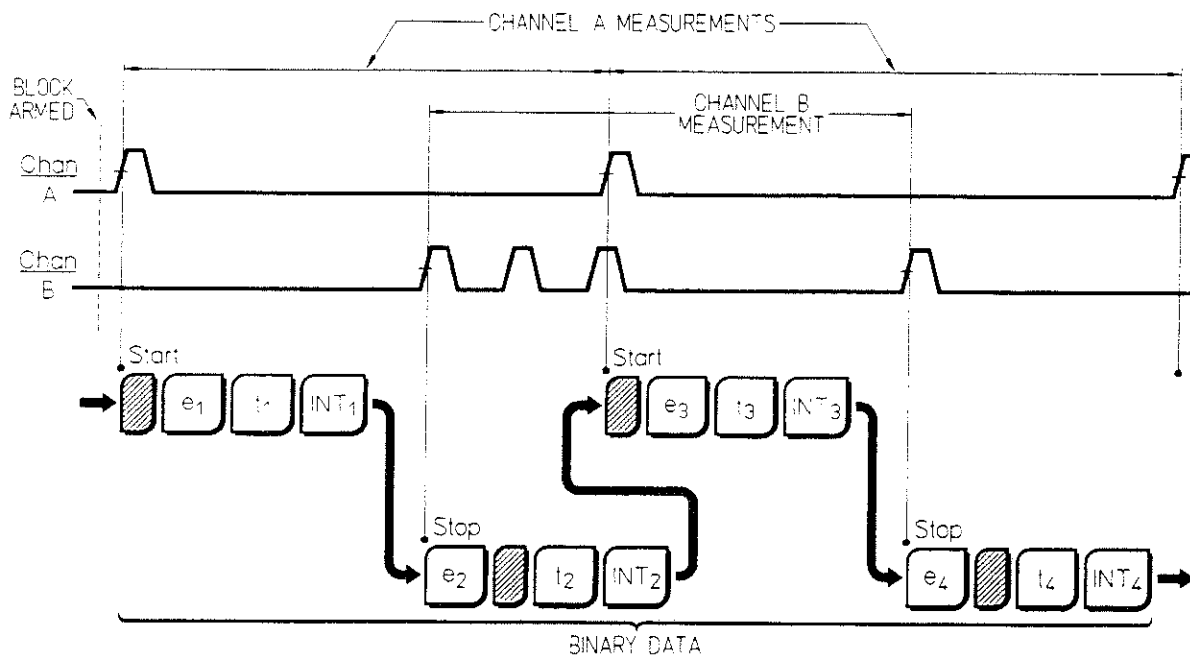 CHANNEL A MEASUREMENTS
BLOCK
ARMED
CHANNEL B
MEASUREMENT
Chan
A
Chan
B
Start
Start
e1 t1 INT1
e3 t3 INT3
Stop
Stop
e2 t2 INT2
e4 t4 INT4
BINARY DATA